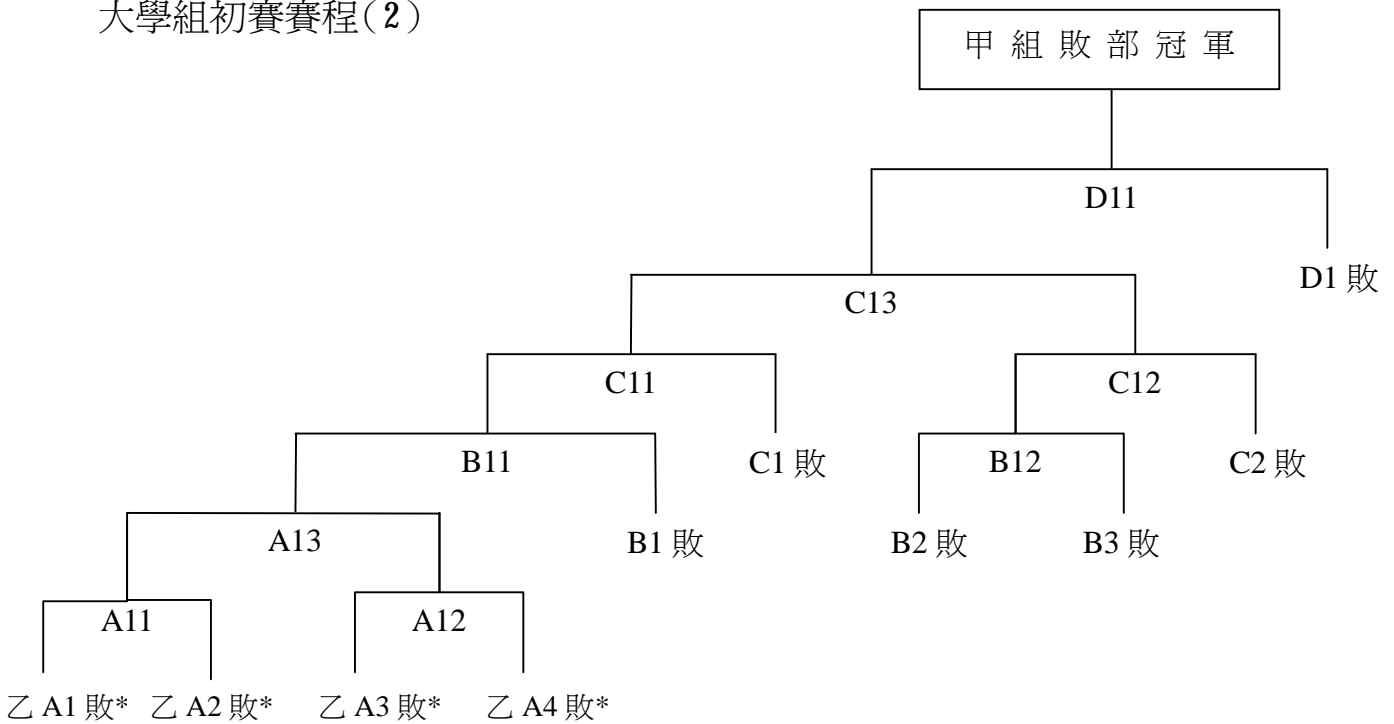 大學組初賽賽程(2)
甲組敗部冠軍
D11
D1 敗
C13
C11
C12
B11
C1 敗
B12
C2 敗
A13
B1 敗
B2 敗
B3 敗
A11
A12
乙 A1 敗* 乙 A2 敗* 乙 A3 敗* 乙 A4 敗*